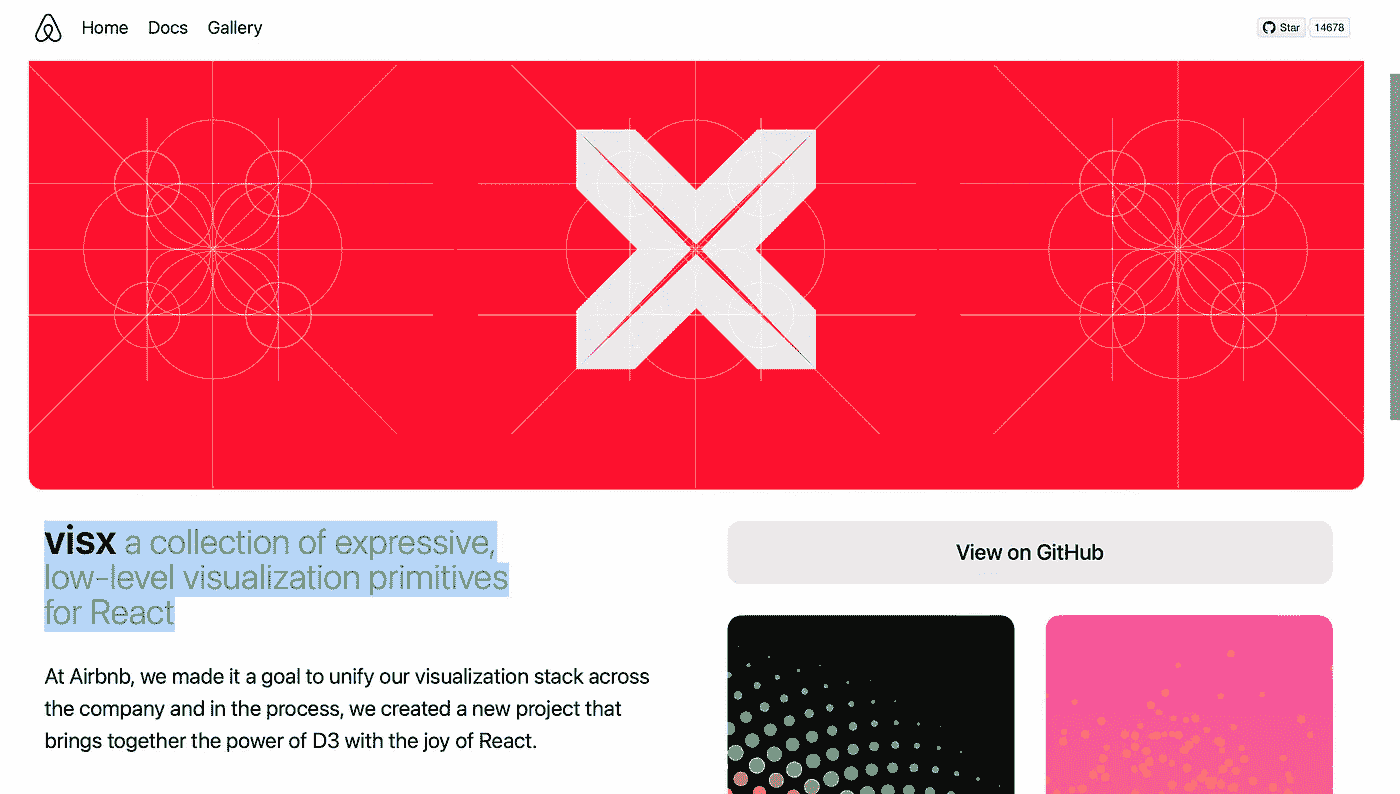 Home Docs Gallery
Star 14678
visx a collection of expressive,
low-level visualization primitives
for React
View on GitHub
At Airbnb, we made it a goal to unify our visualization stack across
the company and in the process, we created a new project that
brings together the power of D3 with the joy of React.